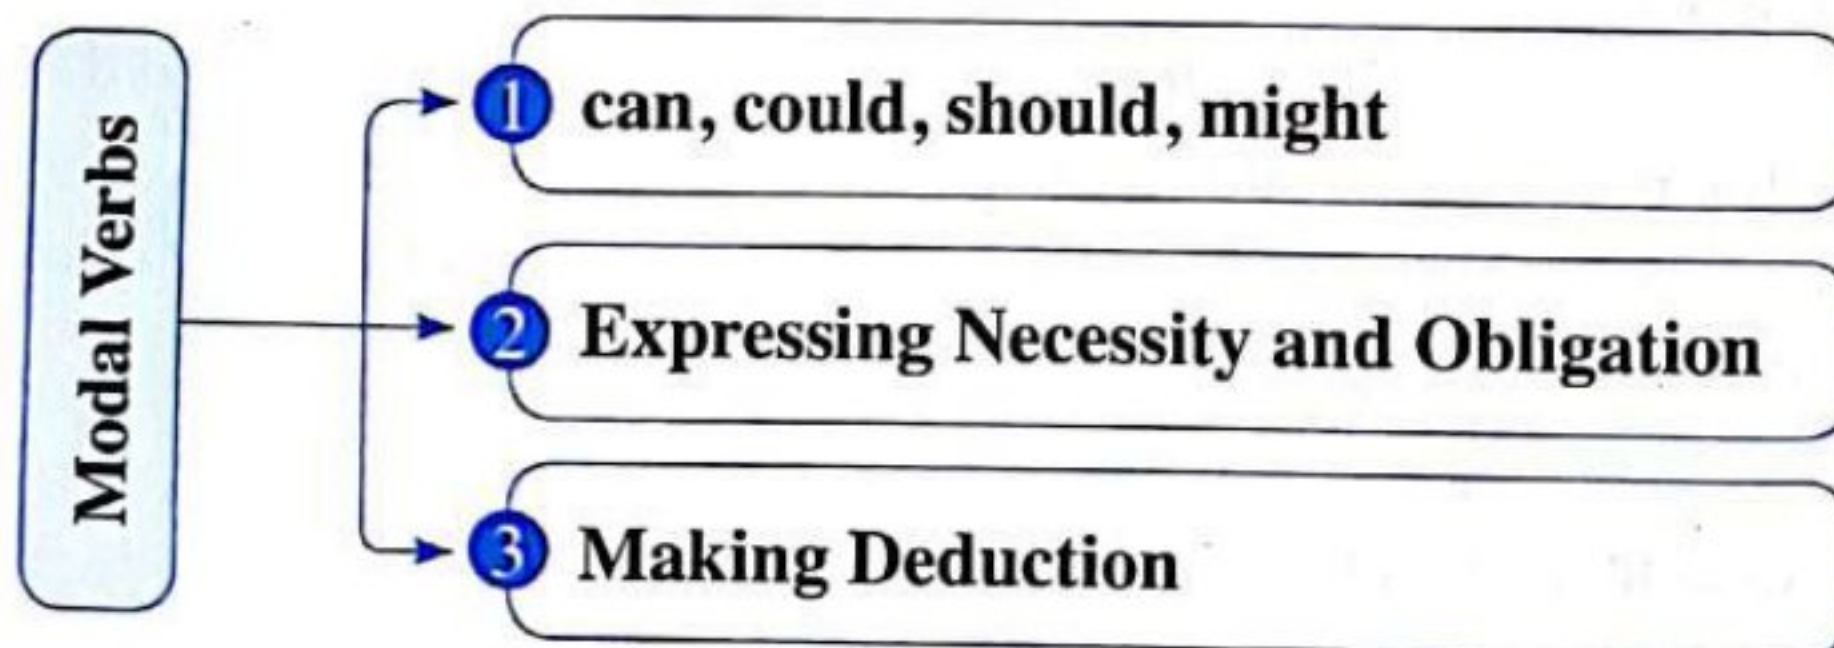 Modal Verbs
1 can, could, should, might
2 Expressing Necessity and Obligation
3 Making Deduction